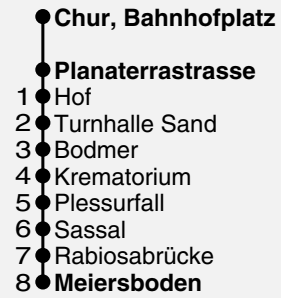 Chur, Bahnhofplatz
Planaterrastrasse
1 Hof
2 Turnhalle Sand
3 Bodmer
4 Krematorium
5 Plessurfall
6 Sassal
7 Rabiosabrücke
8 Meiersboden